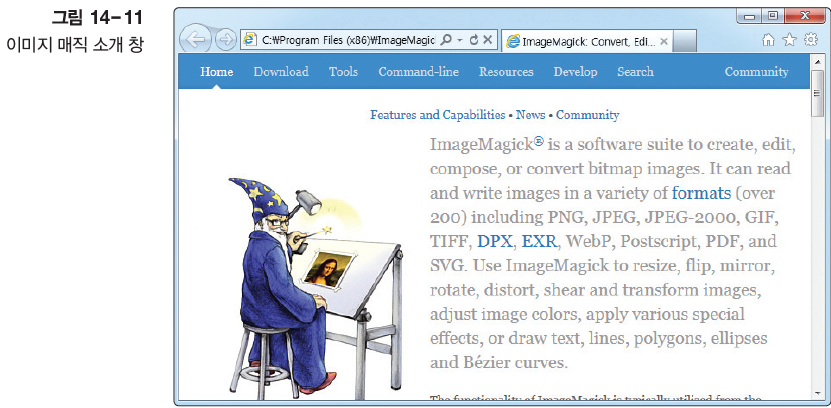 그림 14-11
이미지 매직 소개 창
C:₩Program Files (x86)₩ImageMagic
ImageMagick: Convert, Edi...
Home Download Tools Command-line Resources Develop Search Community
Features and Capabilities • News • Community
ImageMagick® is a software suite to create, edit,
compose, or convert bitmap images. It can read
and write images in a variety of formats (over
200) including PNG, JPEG, JPEG-2000, GIF,
TIFF, DPX, EXR, WebP, Postscript, PDF, and
SVG. Use ImageMagick to resize, flip, mirror,
rotate, distort, shear and transform images,
adjust image colors, apply various special
effects, or draw text, lines, polygons, ellipses
and Bézier curves.
The functionality of ImageMagick is typically utilized from the